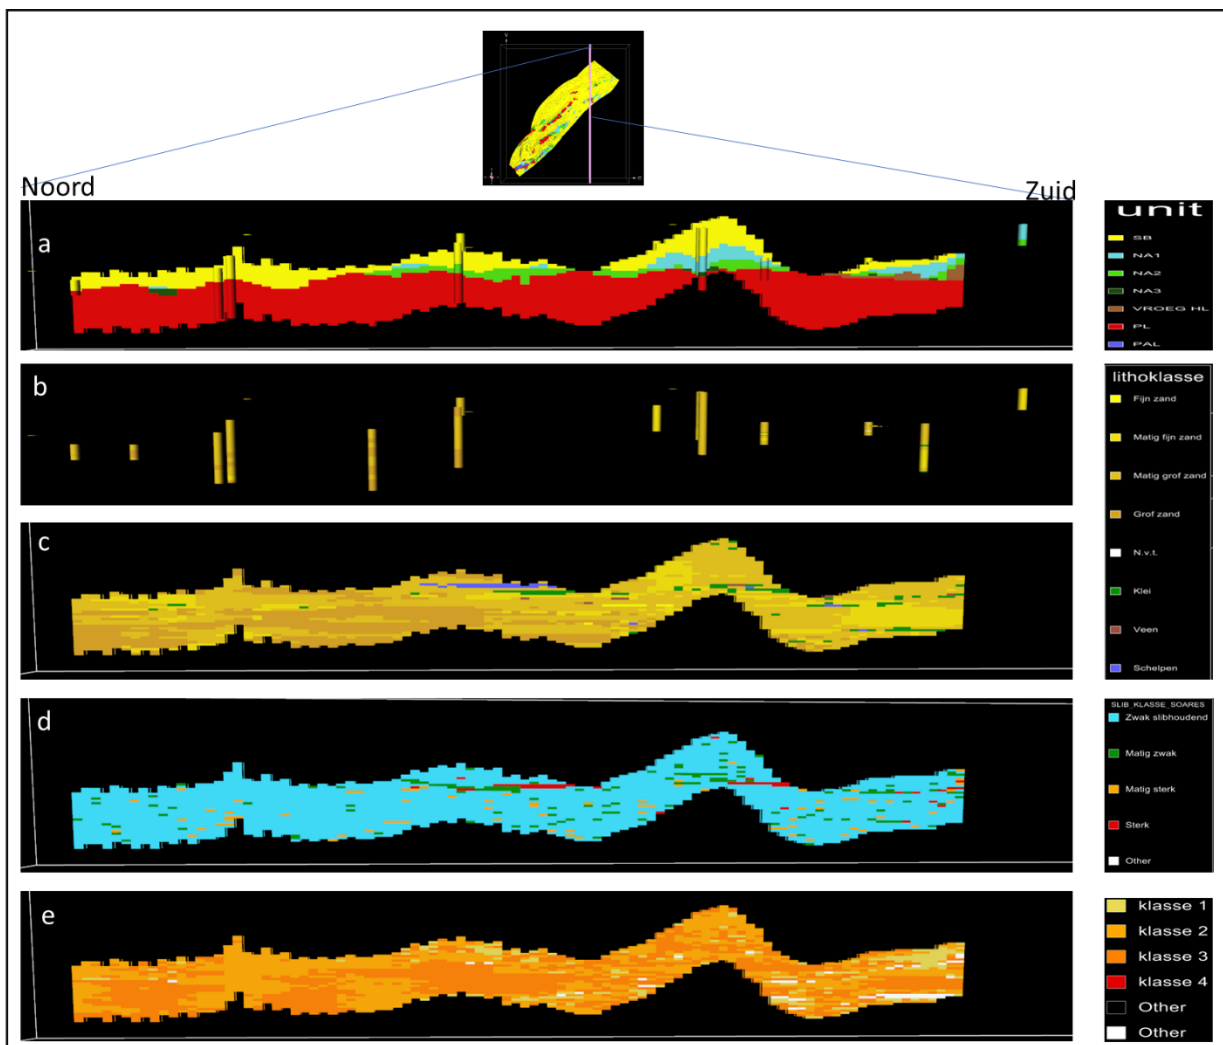 Noord
Zuid
a
unit
SB
NA1
NA2
NA3
VROEG HL
PL
PAL
b
lithoklasse
Fijn zand
Matig fijn zand
Matig grof zand
Grof zand
N.v.t.
Klei
Veen
Schelpen
c
d
SLIB_KLASSE_SOARES
Zwak slibhoudend
Matig zwak
Matig sterk
Sterk
Other
e
klasse 1
klasse 2
klasse 3
klasse 4
Other
Other